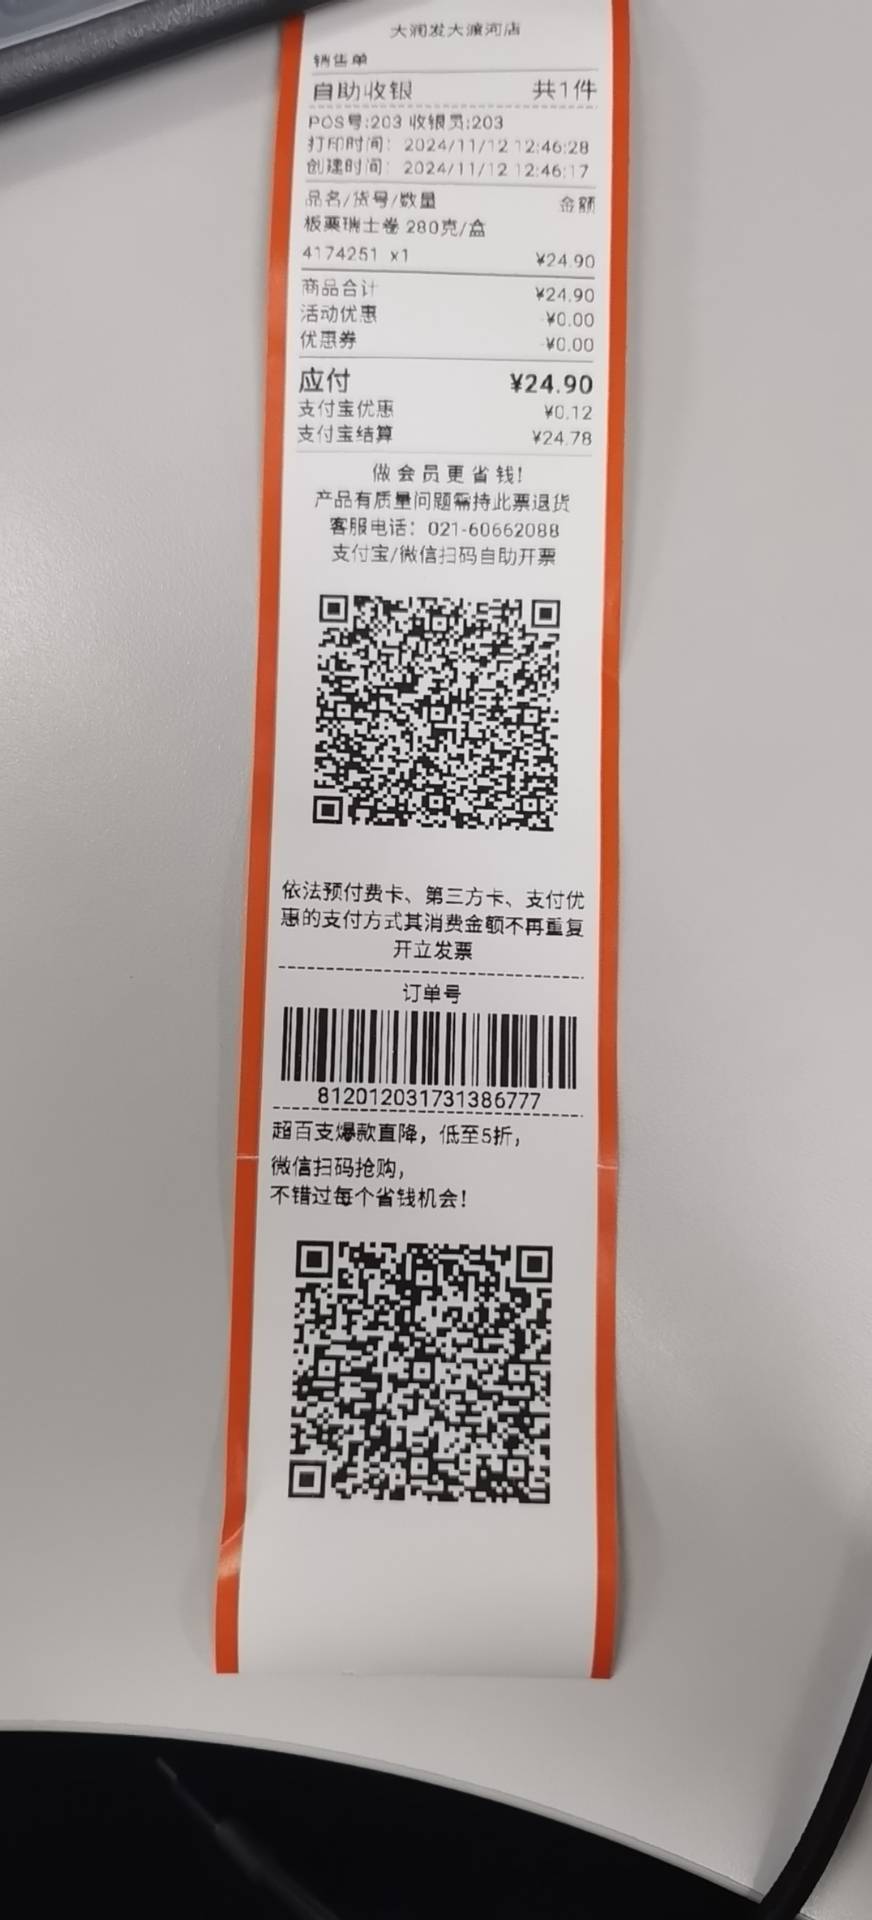 大润发大渡河店
销售单
自助收银 共1件
POS号:203 收银员:203
打印时间: 2024/11/12 12:46:28
创建时间: 2024/11/12 12:46:17
品名/货号/数量 金额
板栗瑞士卷 280克/盒
4174251 x1 ¥24.90
商品合计 ¥24.90
活动优惠 -¥0.00
优惠券 -¥0.00
应付 ¥24.90
支付宝优惠 ¥0.12
支付宝结算 ¥24.78
做会员更省钱!
产品有质量问题需持此票退货
客服电话: 021-60662088
支付宝/微信扫码自助开票
依法预付费卡、第三方卡、支付优
惠的支付方式其消费金额不再重复
开立发票
订单号
812012031731386777
超百支爆款直降，低至5折，
微信扫码抢购，
不错过每个省钱机会!